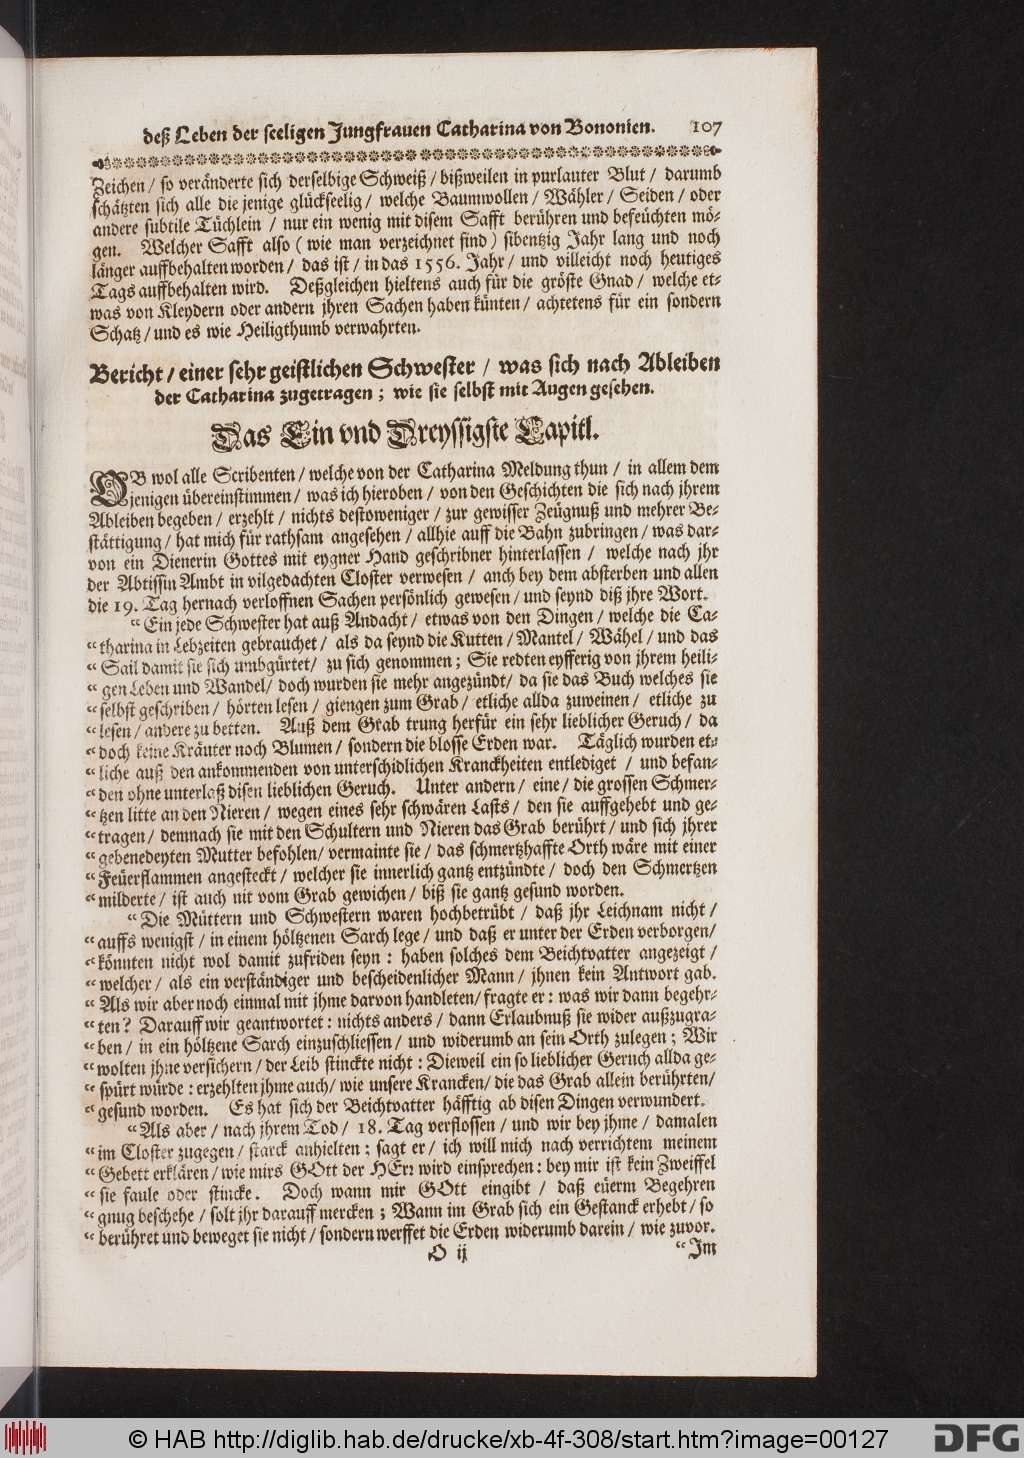 deß Leben der seeligen Jungfrauen Catharina von Bononien. 107
Zeichen / so veränderte sich derselbige Schweiß / bißweilen in purlauter Blut / darumb
schätzten sich alle die jenige glückseelig / welche Baumwollen / Wähler / Seiden / oder
andere subtile Tüchlein / nur ein wenig mit disem Safft berühren und befeuchten mö-
gen. Welcher Safft also ( wie man verzeichnet find ) sibentzig Jahr lang und noch
länger auffbehalten worden / das ist / in das 1556. Jahr / und villeicht noch heutiges
Tags auffbehalten wird. Deßgleichen hieltens auch für die gröste Gnad / welche et-
was von Kleydern oder andern jhren Sachen haben künten / achtetens für ein sondern
Schatz / und es wie Heiligthumb verwahrten.
Bericht / einer sehr geistlichen Schwester / was sich nach Ableiben
der Catharina zugetragen ; wie sie selbst mit Augen gesehen.
Das Ein vnd Dreyssigste Capitl.
OB wol alle Scribenten / welche von der Catharina Meldung thun / in allem dem
jenigen übereinstimmen / was ich hieroben / von den Geschichten die sich nach jhrem
Ableiben begeben / erzehlt / nichts destoweniger / zur gewisser Zeügnuß und mehrer Be-
stättigung / hat mich für rathsam angesehen / allhie auff die Bahn zubringen / was dar-
von ein Dienerin Gottes mit eygner Hand geschribner hinterlassen / welche nach jhr
der Abtissin Ambt in vilgedachten Closter verwesen / auch bey dem absterben und allen
die 19. Tag hernach verloffnen Sachen persönlich gewesen / und seynd diß jhre Wort.
“ Ein jede Schwester hat auß Andacht / etwas von den Dingen / welche die Ca-
“ tharina in Lebzeiten gebrauchet / als da seynd die Kutten / Mantel / Wähel / und das
“ Sail damit sie sich umbgürtet / zu sich genommen ; Sie redten eyfferig von jhrem heili-
“ gen Leben und Wandel / doch wurden sie mehr angezündt / da sie das Buch welches sie
“ selbst geschriben / hörten lesen / giengen zum Grab / etliche allda zuweinen / etliche zu
“ lesen / andere zu betten. Auß dem Grab trung herfür ein sehr lieblicher Geruch / da
“ doch keine Kräuter noch Blumen / sondern die blosse Erden war. Täglich wurden et-
“ liche auß den ankommenden von unterschidlichen Kranckheiten entlediget / und befan-
“ den ohne unterlaß disen lieblichen Geruch. Unter andern / eine / die grossen Schmer-
“ tzen litte an den Nieren / wegen eines sehr schwären Lasts / den sie auffgehebt und ge-
“ tragen / demnach sie mit den Schultern und Nieren das Grab berührt / und sich jhrer
“ gebenedeyten Mutter befohlen / vermainte sie / das schmertzhaffte Orth wäre mit einer
“ Feüerflammen angesteckt / welcher sie innerlich gantz entzündte / doch den Schmertzen
“ milderte / ist auch nit vom Grab gewichen / biß sie gantz gesund worden.
“ Die Müttern und Schwestern waren hochbetrübt / daß jhr Leichnam nicht /
“ auffs wenigst / in einem höltzenen Sarch lege / und daß er unter der Erden verborgen /
“ könnten nicht wol damit zufriden seyn : haben solches dem Beichtvatter angezeigt /
“ welcher / als ein verständiger und bescheidenlicher Mann / jhnen kein Antwort gab.
“ Als wir aber noch einmal mit jhme darvon handleten / fragte er : was wir dann begehr-
“ ten ? Darauff wir geantwortet : nichts anders / dann Erlaubnuß sie wider außzugra-
“ ben / in ein höltzene Sarch einzuschliessen / und widerumb an sein Orth zulegen ; Wir
“ wolten jhne versichern / der Leib stinckte nicht : Dieweil ein so lieblicher Geruch allda ge-
“ spürt würde : erzehlten jhme auch / wie unsere Krancken / die das Grab allein berührten /
“ gesund worden. Es hat sich der Beichtvatter häfftig ab disen Dingen verwundert.
“ Als aber / nach jhrem Tod / 18. Tag verflossen / und wir bey jhme / damalen
“ im Closter zugegen / starck anhielten ; sagt er / ich will mich nach verrichtem meinem
“ Gebett erklären / wie mirs GOtt der HErr wird einsprechen : bey mir ist kein Zweiffel
“ sie faule oder stincke. Doch wann mir GOtt eingibt / daß eüerm Begehren
“ gnug beschehe / solt jhr darauff mercken ; Wann im Grab sich ein Gestanck erhebt / so
“ berühret und beweget sie nicht / sondern werffet die Erden widerumb darein / wie zuvor.
O ij “ Im
© HAB http://diglib.hab.de/drucke/xb-4f-308/start.htm?image=00127
DFG